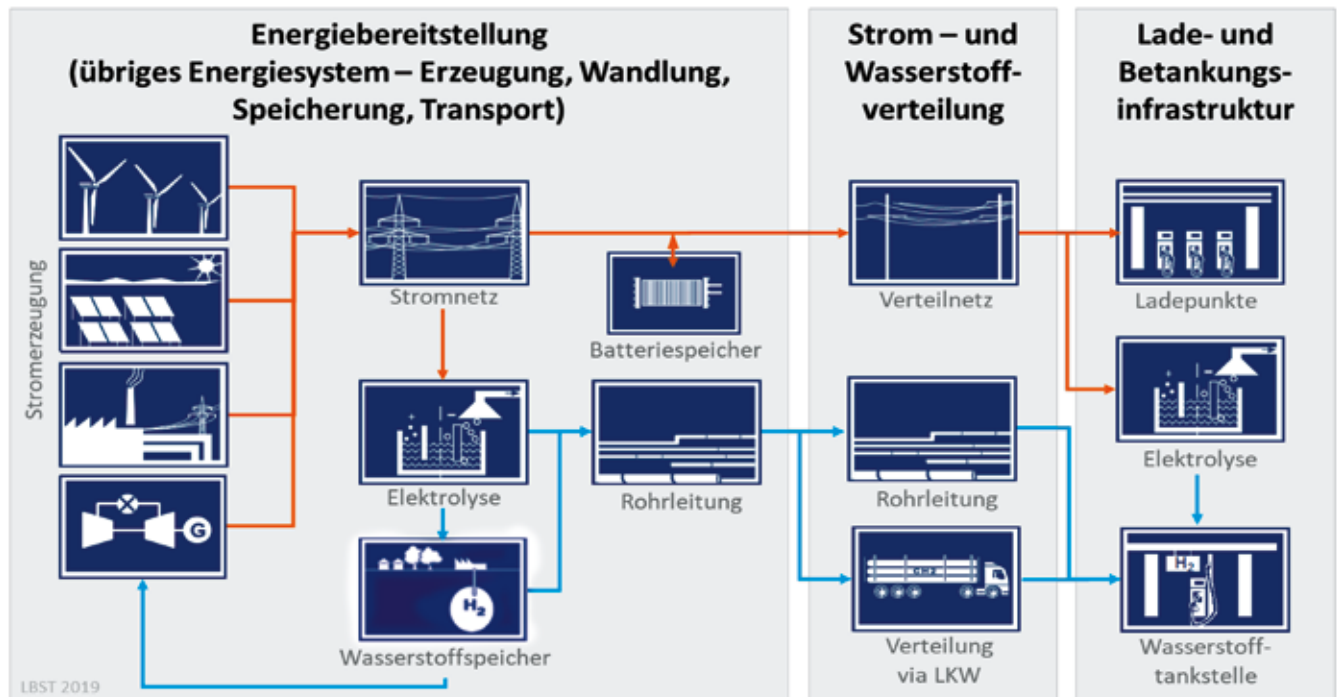 Energiebereitstellung
(übriges Energiesystem – Erzeugung, Wandlung,
Speicherung, Transport)
Strom – und
Wasserstoff-
verteilung
Lade- und
Betankungs-
infrastruktur
Stromerzeugung
Stromnetz
Batteriespeicher
Verteilnetz
Ladepunkte
G
Elektrolyse
Rohrleitung
Rohrleitung
Elektrolyse
H2
CH2
H2
Wasserstoffspeicher
Verteilung
via LKW
Wasserstoff-
tankstelle
LBST 2019